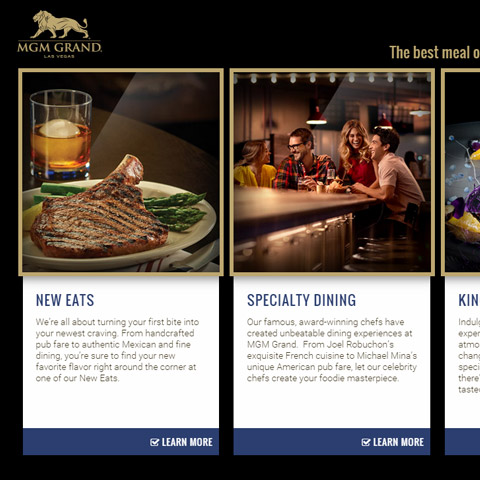 MGM GRAND.
LAS VEGAS
The best meal o
NEW EATS
We're all about turning your first bite into
your newest craving. From handcrafted
pub fare to authentic Mexican and fine
dining, you're sure to find your new
favorite flavor right around the corner at
one of our New Eats.
LEARN MORE
SPECIALTY DINING
Our famous, award-winning chefs have
created unbeatable dining experiences at
MGM Grand. From Joel Robuchon's
exquisite French cuisine to Michael Mina's
unique American pub fare, let our celebrity
chefs create your foodie masterpiece.
LEARN MORE
KIN
Indulg
exper
atmo
chang
speci
there'
taste